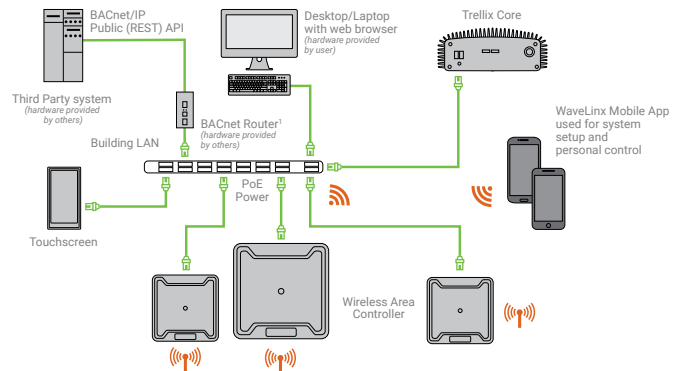 BACnet/IP
Public (REST) API
Desktop/Laptop
with web browser
(hardware provided
by user)
Trellix Core
Third Party system
(hardware provided
by others)
BACnet Router¹
(hardware provided
by others)
WaveLinx Mobile App
used for system
setup and
personal control
Building LAN
PoE
Power
Touchscreen
Wireless Area
Controller